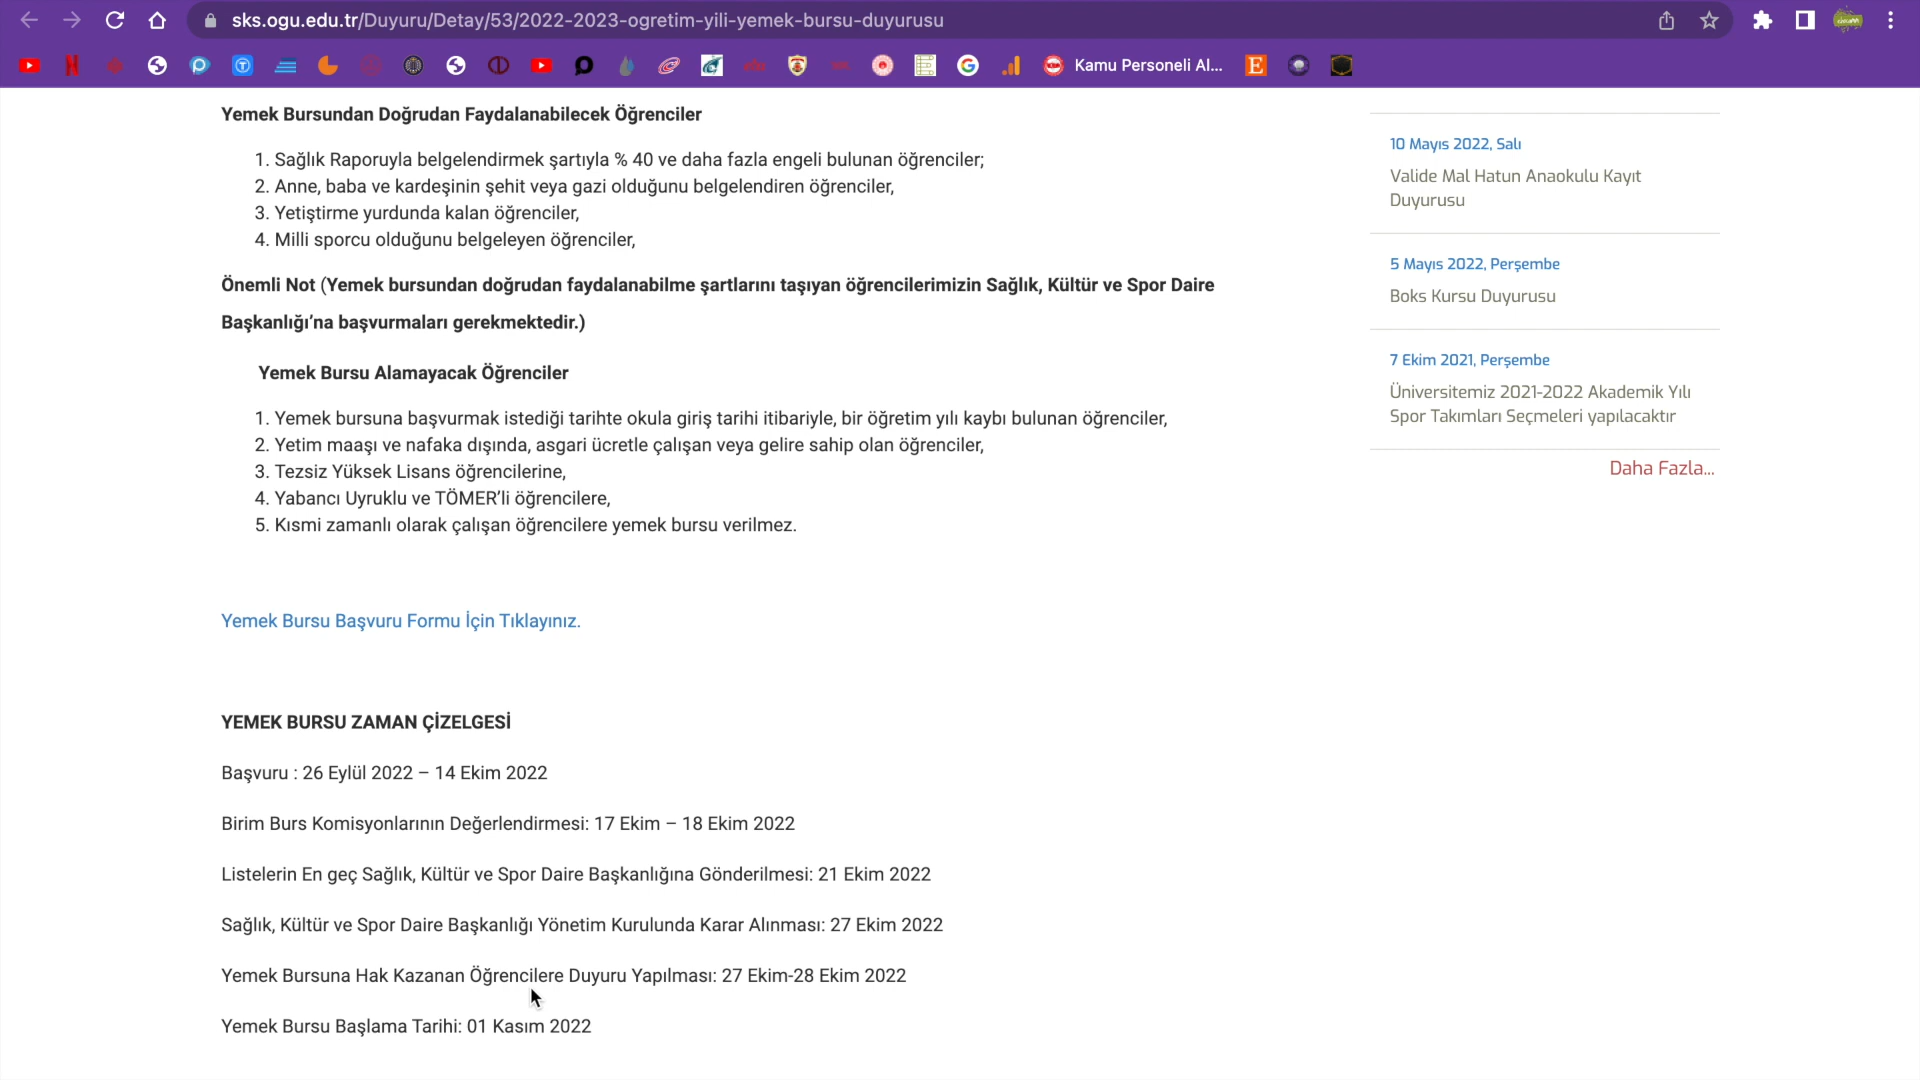 sks.ogu.edu.tr/Duyuru/Detay/53/2022-2023-ogretim-yili-yemek-bursu-duyurusu
Kamu Personeli Al...
Yemek Bursundan Doğrudan Faydalanabilecek Öğrenciler
1. Sağlık Raporuyla belgelendirmek şartıyla % 40 ve daha fazla engeli bulunan öğrenciler;
2. Anne, baba ve kardeşinin şehit veya gazi olduğunu belgelendiren öğrenciler,
3. Yetiştirme yurdunda kalan öğrenciler,
4. Milli sporcu olduğunu belgeleyen öğrenciler,
Önemli Not (Yemek bursundan doğrudan faydalanabilme şartlarını taşıyan öğrencilerimizin Sağlık, Kültür ve Spor Daire
Başkanlığı’na başvurmaları gerekmektedir.)
Yemek Bursu Alamayacak Öğrenciler
1. Yemek bursuna başvurmak istediği tarihte okula giriş tarihi itibariyle, bir öğretim yılı kaybı bulunan öğrenciler,
2. Yetim maaşı ve nafaka dışında, asgari ücretle çalışan veya gelire sahip olan öğrenciler,
3. Tezsiz Yüksek Lisans öğrencilerine,
4. Yabancı Uyruklu ve TÖMER’li öğrencilere,
5. Kısmi zamanlı olarak çalışan öğrencilere yemek bursu verilmez.
Yemek Bursu Başvuru Formu İçin Tıklayınız.
YEMEK BURSU ZAMAN ÇİZELGESİ
Başvuru : 26 Eylül 2022 – 14 Ekim 2022
Birim Burs Komisyonlarının Değerlendirmesi: 17 Ekim – 18 Ekim 2022
Listelerin En geç Sağlık, Kültür ve Spor Daire Başkanlığına Gönderilmesi: 21 Ekim 2022
Sağlık, Kültür ve Spor Daire Başkanlığı Yönetim Kurulunda Karar Alınması: 27 Ekim 2022
Yemek Bursuna Hak Kazanan Öğrencilere Duyuru Yapılması: 27 Ekim-28 Ekim 2022
Yemek Bursu Başlama Tarihi: 01 Kasım 2022
10 Mayıs 2022, Salı
Valide Mal Hatun Anaokulu Kayıt
Duyurusu
5 Mayıs 2022, Perşembe
Boks Kursu Duyurusu
7 Ekim 2021, Perşembe
Üniversitemiz 2021-2022 Akademik Yılı
Spor Takımları Seçmeleri yapılacaktır
Daha Fazla...